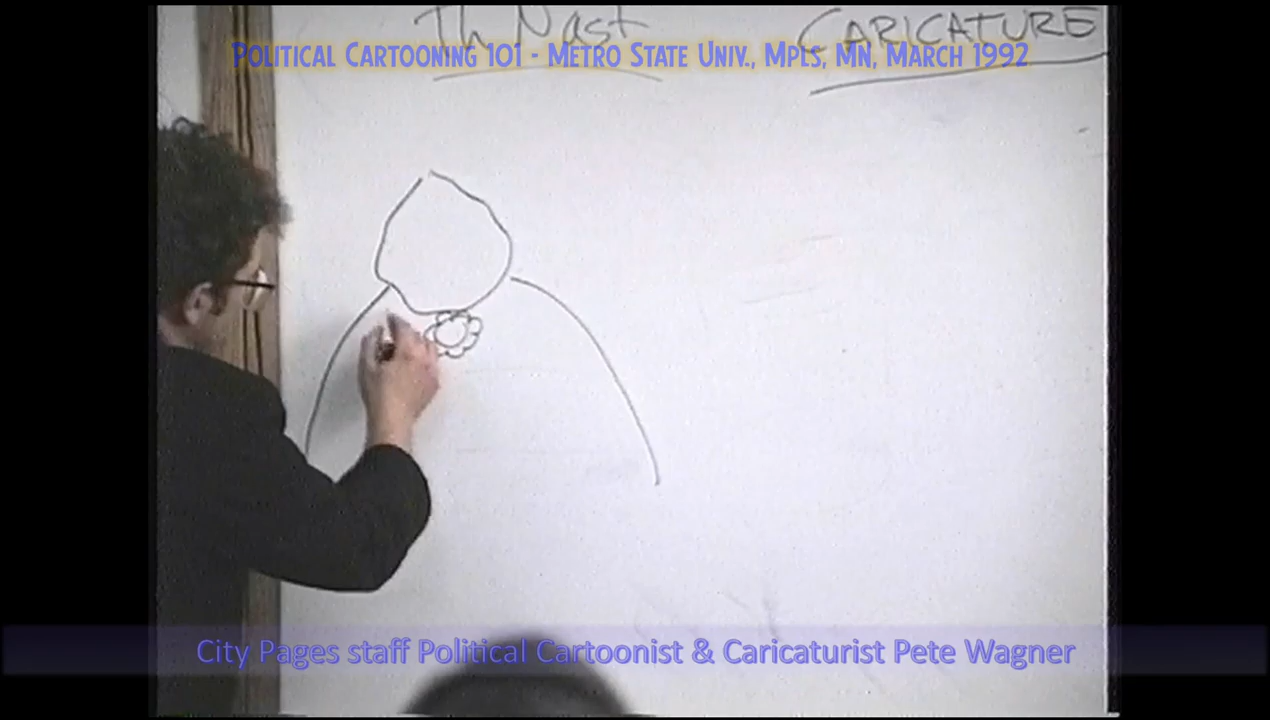 Th Nast CARICATURE
Political Cartooning 101 - Metro State Univ., Mpls, MN, March 1992
City Pages staff Political Cartoonist & Caricaturist Pete Wagner